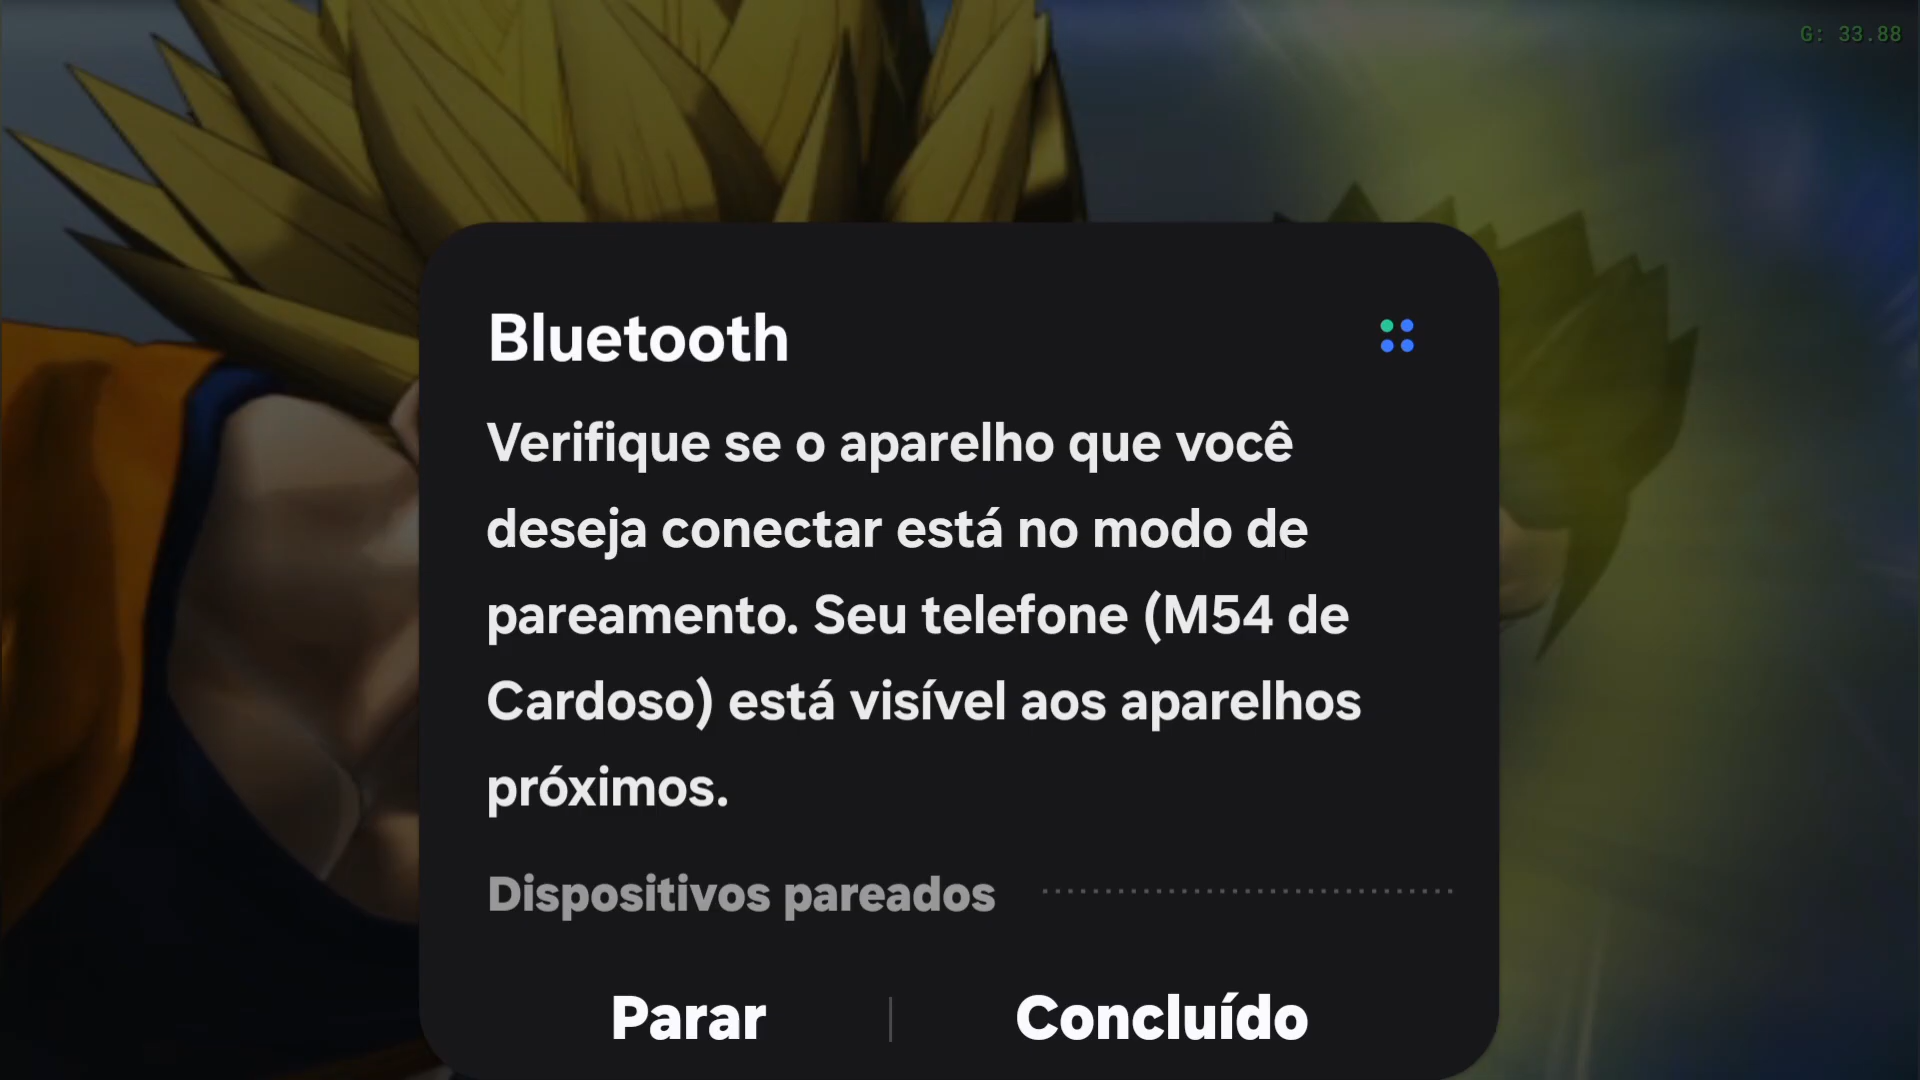 G: 33.88
Bluetooth
Verifique se o aparelho que você
deseja conectar está no modo de
pareamento. Seu telefone (M54 de
Cardoso) está visível aos aparelhos
próximos.
Dispositivos pareados
Parar
Concluído